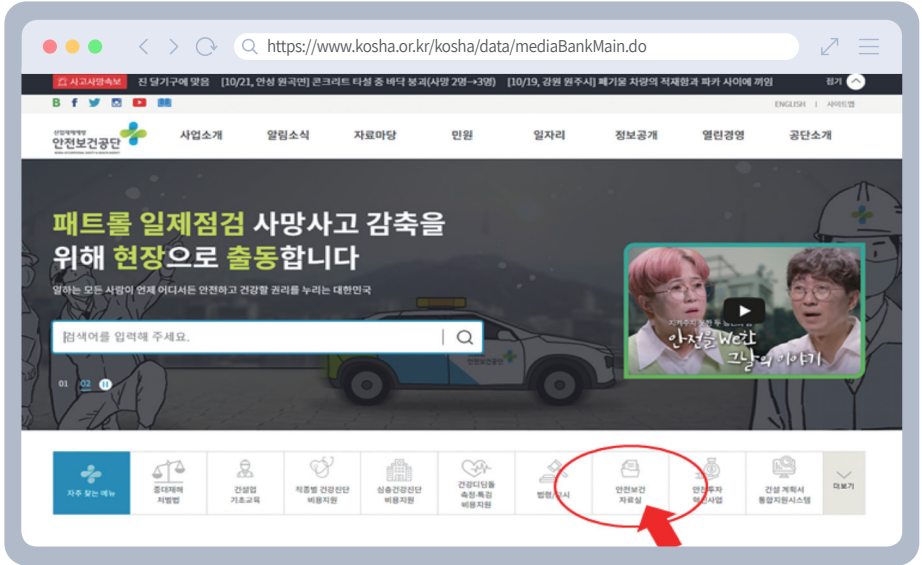 https://www.kosha.or.kr/kosha/data/mediaBankMain.do
사고사망속보 진 달기구에 맞음 [10/21, 안성 원곡면] 콘크리트 타설 중 바닥 붕괴(사망 2명→3명) [10/19, 강원 원주시] 폐기물 차량의 적재함과 파카 사이에 끼임 접기
B f
ENGLISH | 사이트맵
산업재해예방
안전보건공단
사업소개 알림소식 자료마당 민원 일자리 정보공개 열린경영 공단소개
패트롤 일제점검 사망사고 감축을
위해 현장으로 출동합니다
일하는 모든 사람이 언제 어디서든 안전하고 건강할 권리를 누리는 대한민국
검색어를 입력해 주세요.
안전보건공단
안전을 We한
그날의 이야기
01 02
자주 찾는 메뉴
중대재해
처벌법
건설업
기초교육
직종별 건강진단
비용지원
심층건강진단
비용지원
건강디딤돌
측정·특검
비용지원
법령/고시
안전보건
자료실
안전투자
혁신사업
건설 계획서
통합지원시스템
더보기